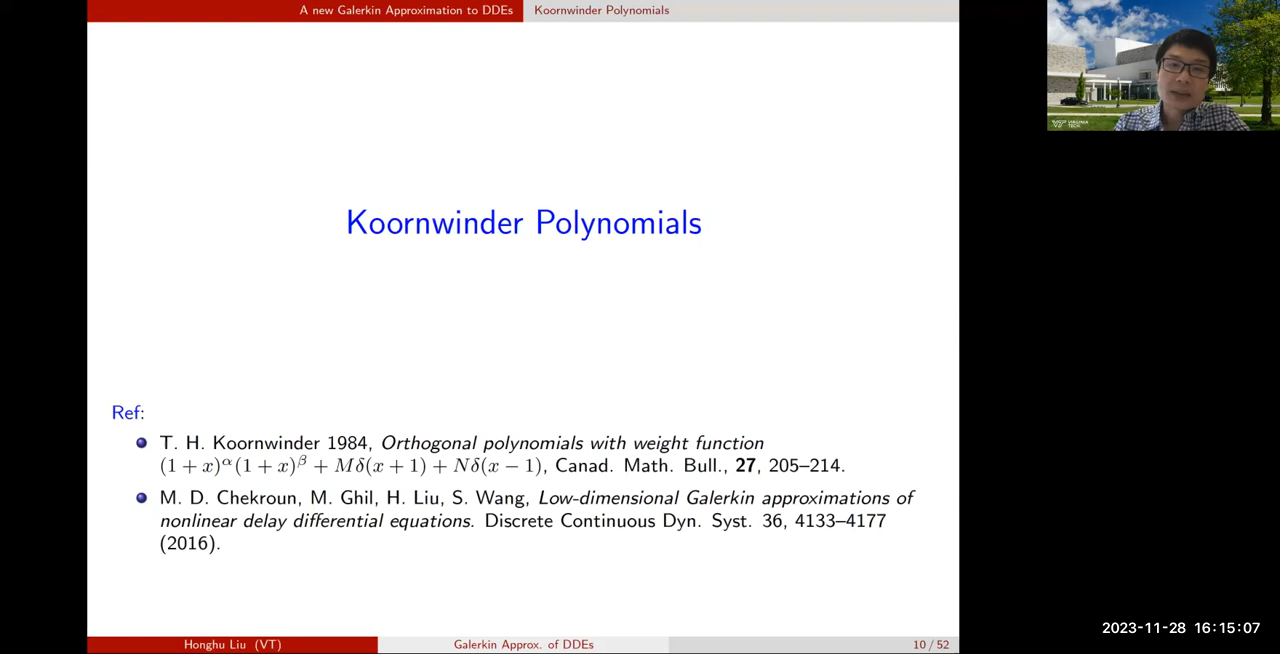 A new Galerkin Approximation to DDEs Koornwinder Polynomials
Koornwinder Polynomials
Ref:
T. H. Koornwinder 1984, Orthogonal polynomials with weight function
(1 + x)^α(1 + x)^β + Mδ(x + 1) + Nδ(x − 1), Canad. Math. Bull., 27, 205–214.
M. D. Chekroun, M. Ghil, H. Liu, S. Wang, Low-dimensional Galerkin approximations of
nonlinear delay differential equations. Discrete Continuous Dyn. Syst. 36, 4133–4177
(2016).
Honghu Liu (VT) Galerkin Approx. of DDEs 10 / 52
VIRGINIA
TECH
2023-11-28 16:15:07